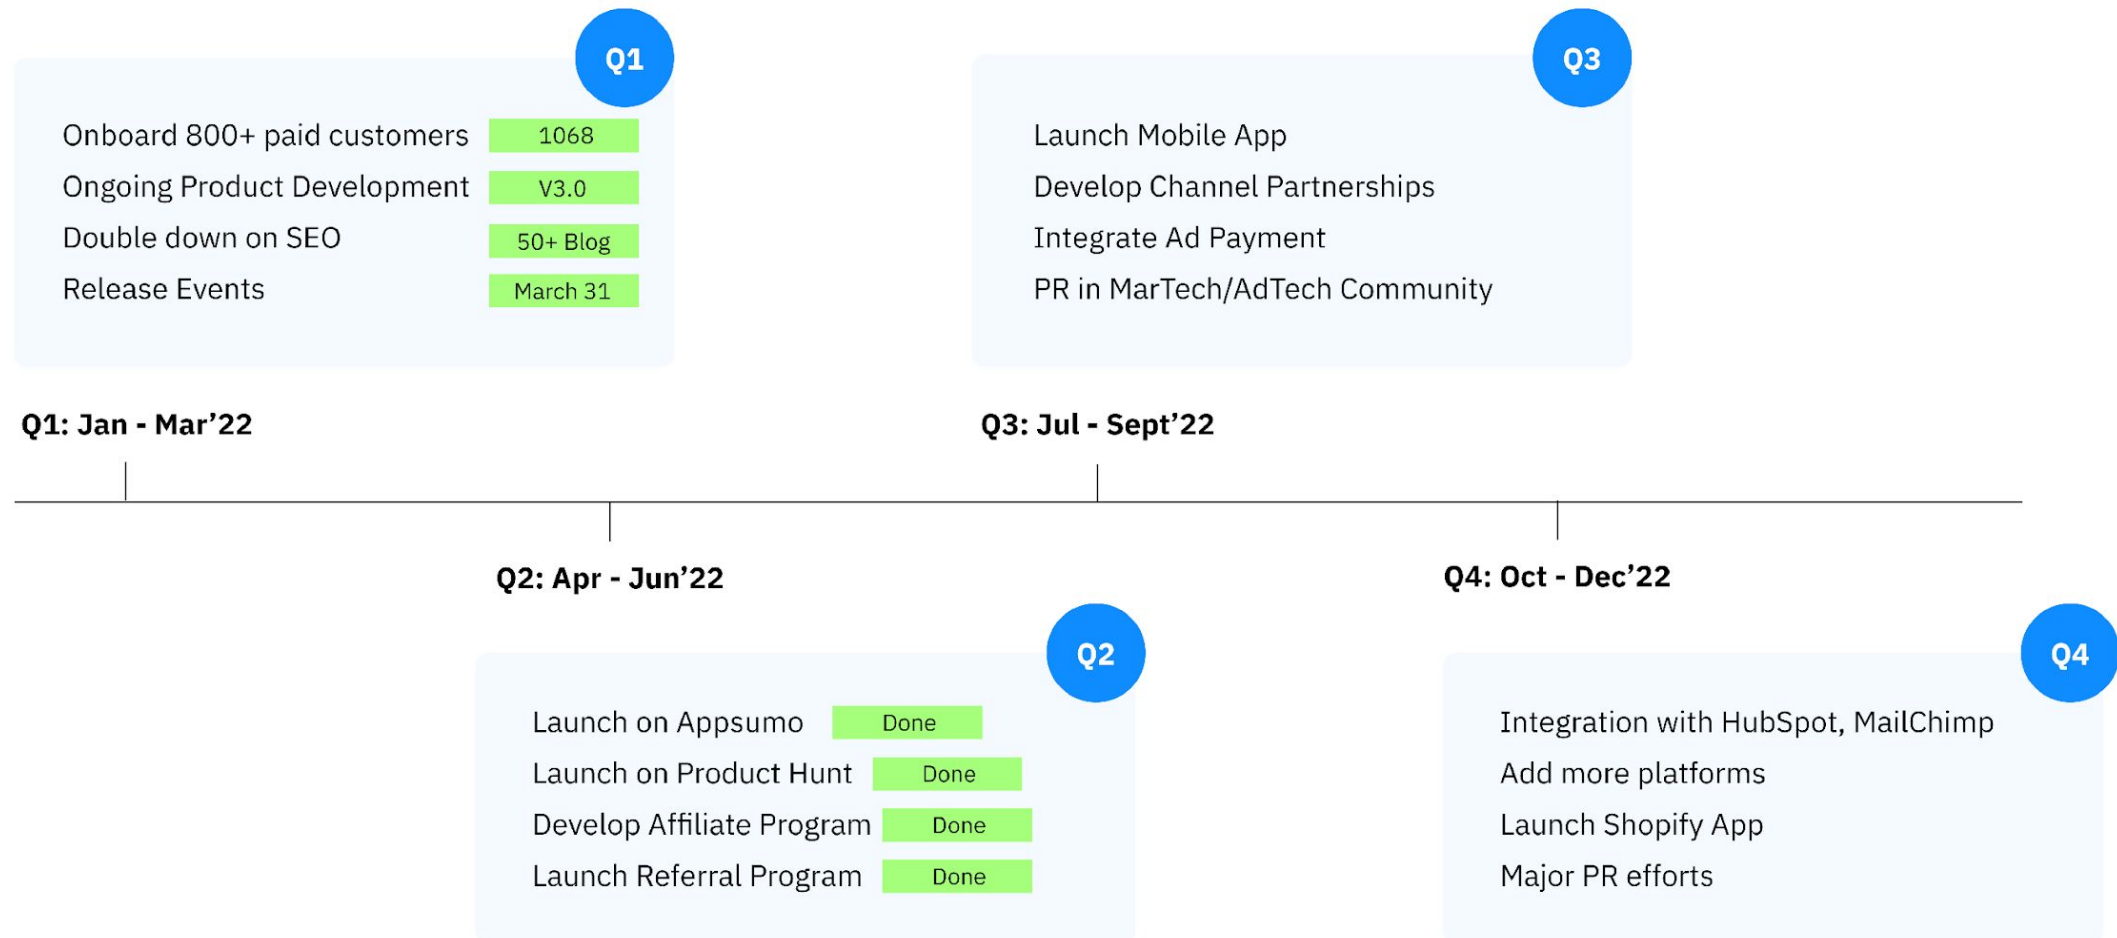 Q1
Onboard 800+ paid customers 1068
Ongoing Product Development V3.0
Double down on SEO 50+ Blog
Release Events March 31
Q1: Jan - Mar’22
Q2: Apr - Jun’22
Q2
Launch on Appsumo Done
Launch on Product Hunt Done
Develop Affiliate Program Done
Launch Referral Program Done
Q3
Launch Mobile App
Develop Channel Partnerships
Integrate Ad Payment
PR in MarTech/AdTech Community
Q3: Jul - Sept’22
Q4: Oct - Dec’22
Q4
Integration with HubSpot, MailChimp
Add more platforms
Launch Shopify App
Major PR efforts